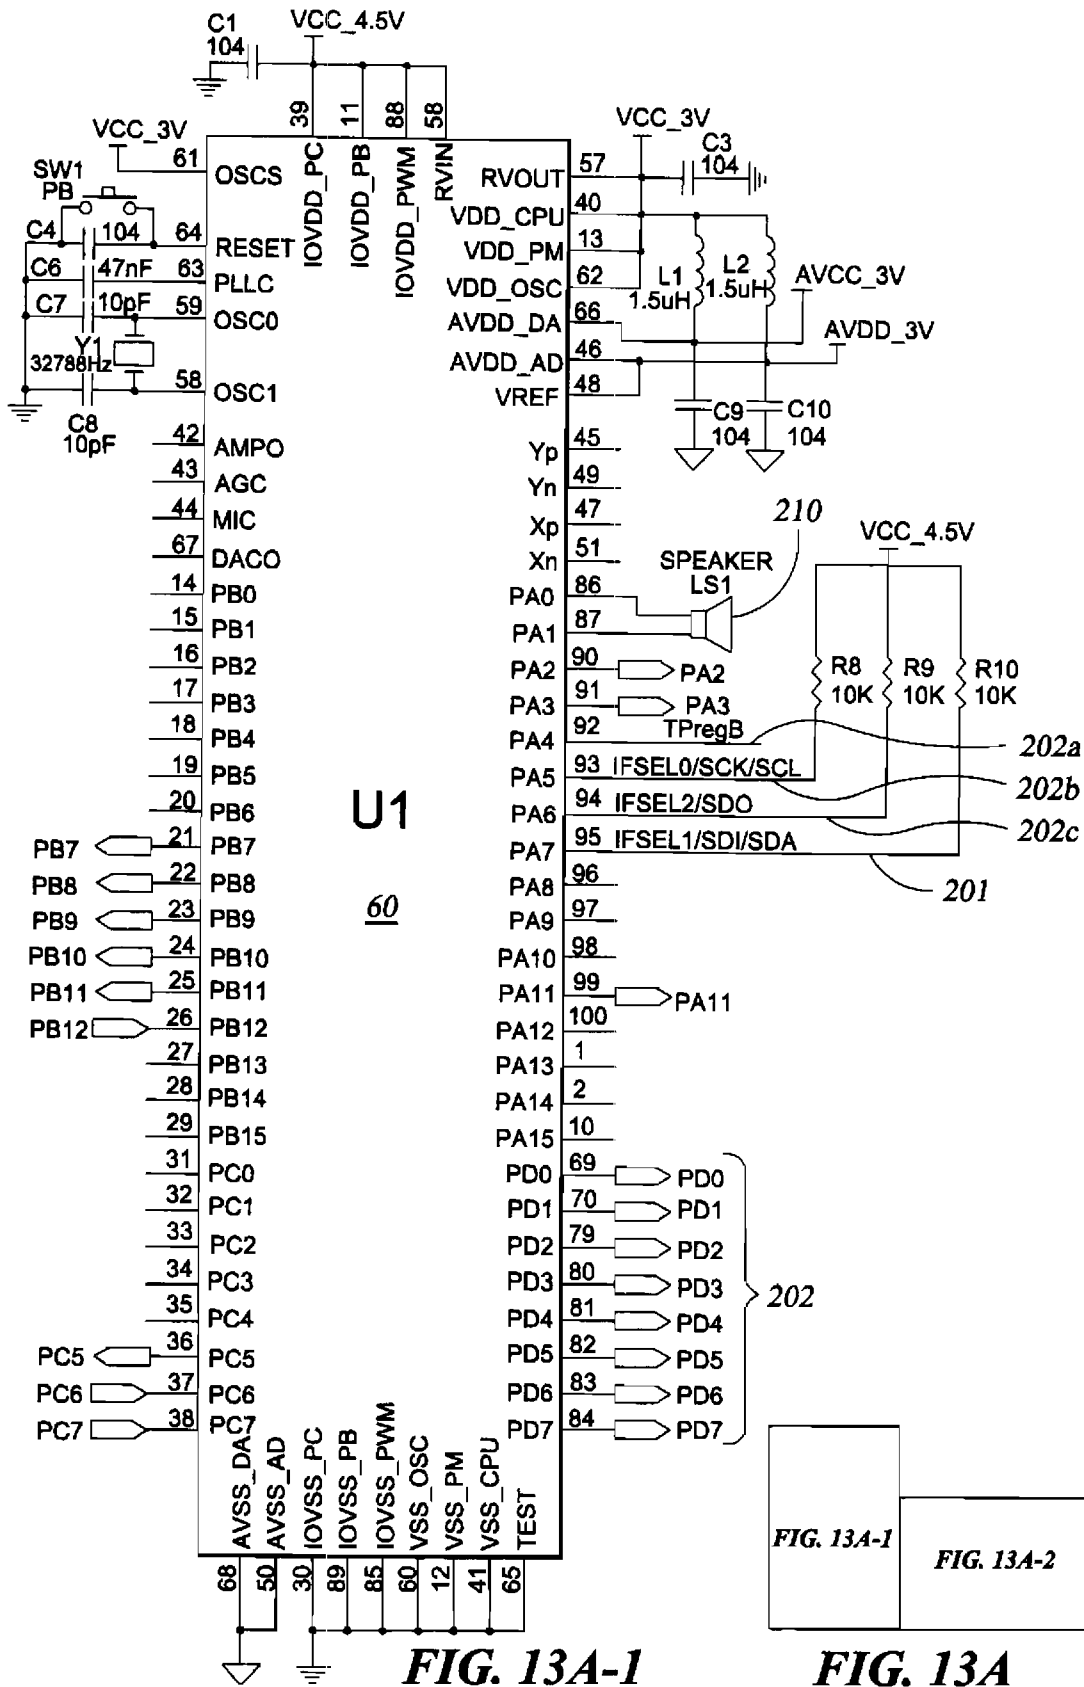 C1
104
VCC_4.5V
39
11
88
58
IOVDD_PC
IOVDD_PB
IOVDD_PWM
RVIN
VCC_3V
61
OSCS
SW1
PB
C4
104
64
RESET
C6
47nF
63
PLLC
C7
10pF
59
OSC0
Y1
32788Hz
58
OSC1
C8
10pF
42
AMPO
43
AGC
44
MIC
67
DACO
14
PB0
15
PB1
16
PB2
17
PB3
18
PB4
19
PB5
20
PB6
PB7
21
PB7
PB8
22
PB8
PB9
23
PB9
PB10
24
PB10
PB11
25
PB11
PB12
26
PB12
27
PB13
28
PB14
29
PB15
31
PC0
32
PC1
33
PC2
34
PC3
35
PC4
PC5
36
PC5
PC6
37
PC6
PC7
38
PC7
U1
60
VCC_3V
C3
104
RVOUT
57
VDD_CPU
40
VDD_PM
13
VDD_OSC
62
L1
1.5uH
L2
1.5uH
AVCC_3V
AVDD_DA
66
AVDD_3V
AVDD_AD
46
VREF
48
C9
104
C10
104
Yp
45
Yn
49
Xp
47
Xn
51
210
SPEAKER
LS1
VCC_4.5V
PA0
86
PA1
87
PA2
90
PA2
PA3
91
PA3
R8
10K
R9
10K
R10
10K
PA4
92
TPregB
202a
PA5
93
IFSEL0/SCK/SCL
202b
PA6
94
IFSEL2/SDO
202c
PA7
95
IFSEL1/SDI/SDA
201
PA8
96
PA9
97
PA10
98
PA11
99
PA11
PA12
100
PA13
1
PA14
2
PA15
10
PD0
69
PD0
PD1
70
PD1
PD2
79
PD2
PD3
80
PD3
202
PD4
81
PD4
PD5
82
PD5
PD6
83
PD6
PD7
84
PD7
AVSS_DA
AVSS_AD
IOVSS_PC
IOVSS_PB
IOVSS_PWM
VSS_OSC
VSS_PM
VSS_CPU
TEST
68
50
30
89
85
60
12
41
65
FIG. 13A-1
FIG. 13A-1
FIG. 13A-2
FIG. 13A